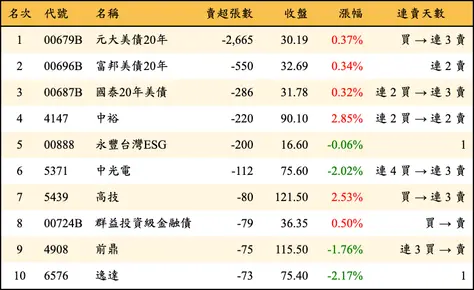 名次 代號 名稱 賣超張數 收盤 漲幅 連賣天數
1 00679B 元大美債20年 -2,665 30.19 0.37% 買 → 連 3 賣
2 00696B 富邦美債20年 -550 32.69 0.34% 連 2 賣
3 00687B 國泰20年美債 -286 31.78 0.32% 連 2 買 → 連 3 賣
4 4147 中裕 -220 90.10 2.85% 連 2 買 → 連 2 賣
5 00888 永豐台灣ESG -200 16.60 -0.06% 1
6 5371 中光電 -112 75.60 -2.02% 連 4 買 → 連 3 賣
7 5439 高技 -80 121.50 2.53% 買 → 連 3 賣
8 00724B 群益投資級金融債 -79 36.35 0.50% 買 → 賣
9 4908 前鼎 -75 115.50 -1.76% 連 3 買 → 賣
10 6576 逸達 -73 75.40 -2.17% 1